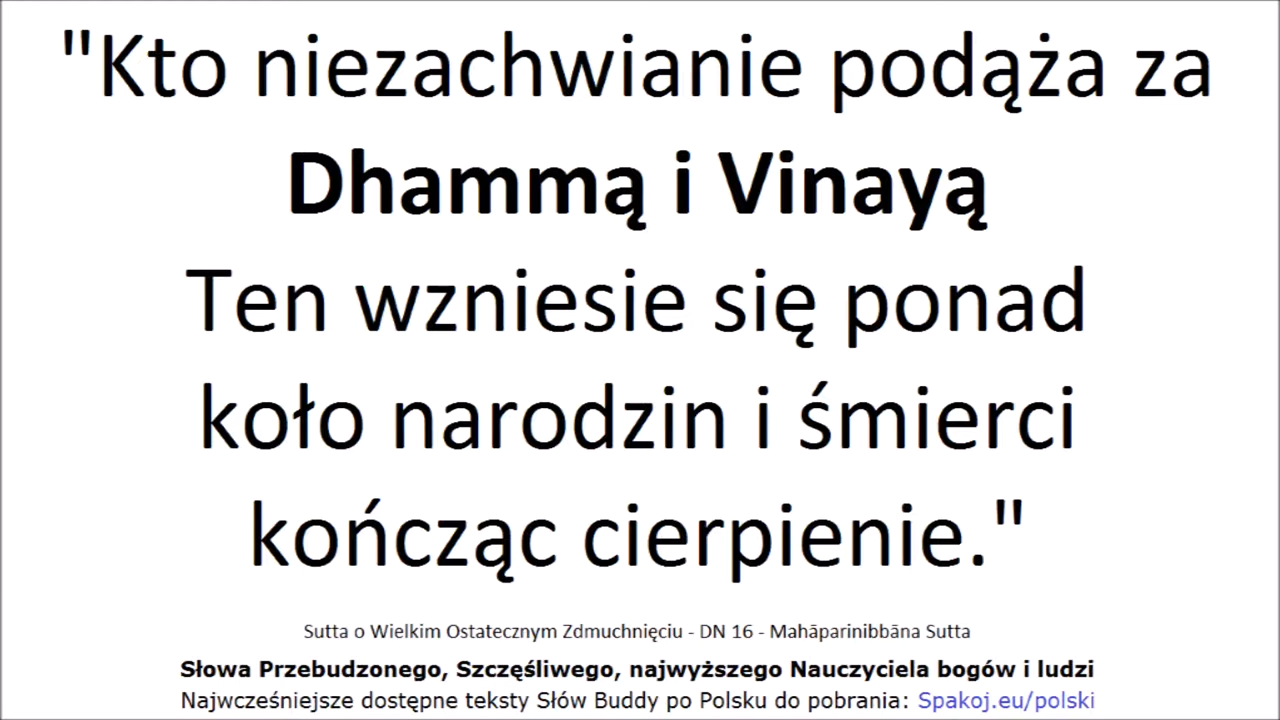 "Kto niezachwianie podąża za
Dhammą i Vinayą
Ten wzniesie się ponad
koło narodzin i śmierci
kończąc cierpienie."
Sutta o Wielkim Ostatecznym Zdmuchnięciu - DN 16 - Mahāparinibbāna Sutta
Słowa Przebudzonego, Szczęśliwego, najwyższego Nauczyciela bogów i ludzi
Najwcześniejsze dostępne teksty Słów Buddy po Polsku do pobrania: Spakoj.eu/polski